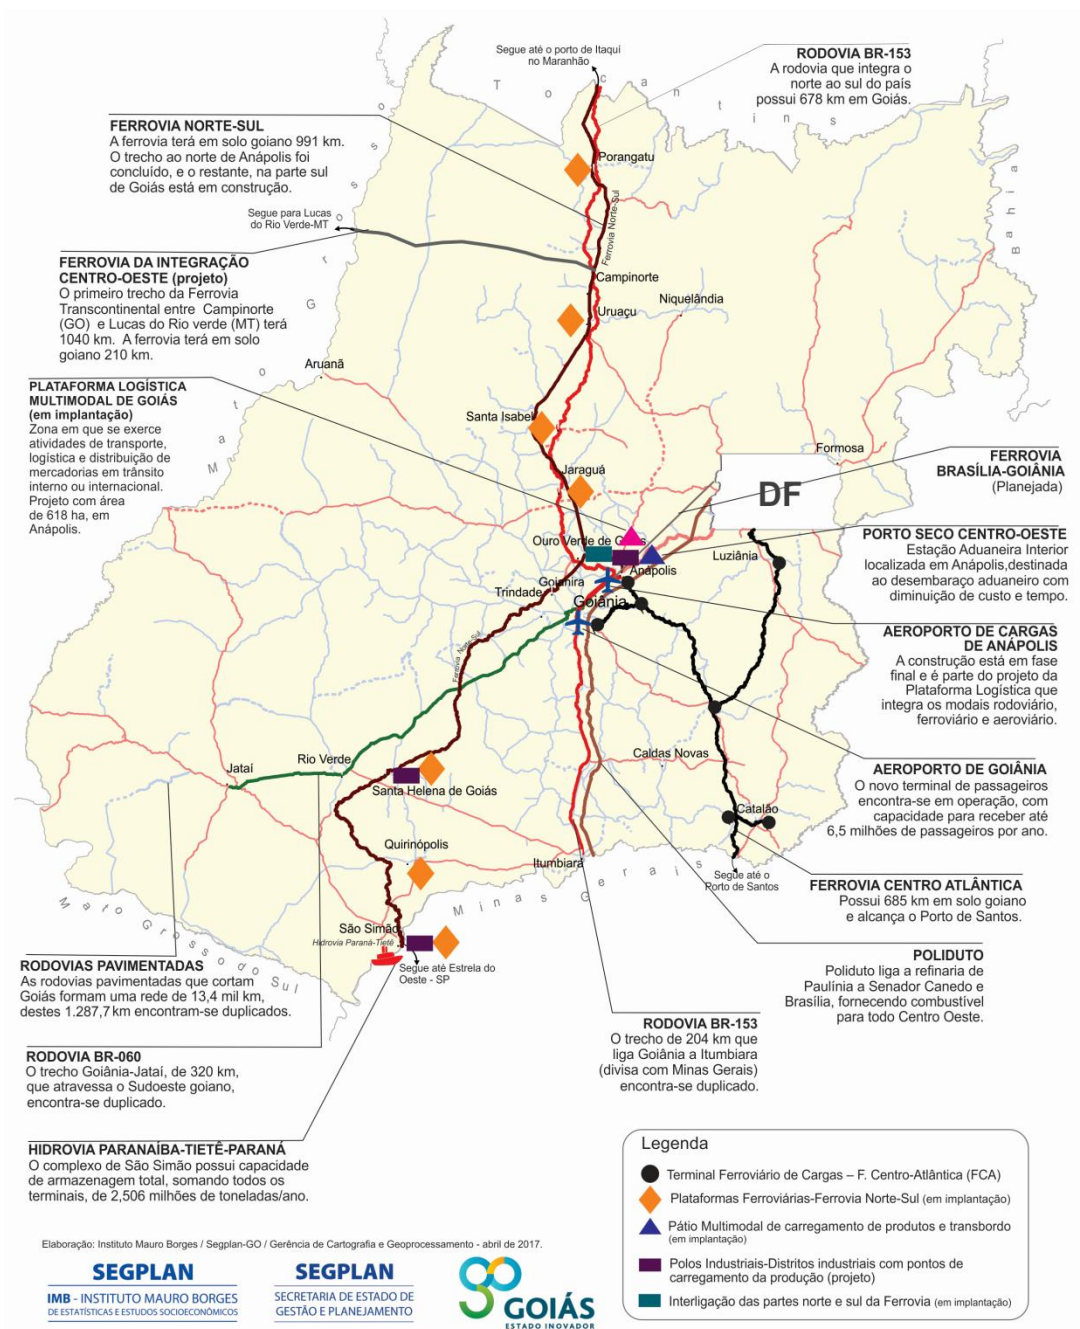 Segue até o porto de Itaquí
no Maranhão
Tocantins
RODOVIA BR-153
A rodovia que integra o
norte ao sul do país
possui 678 km em Goiás.
FERROVIA NORTE-SUL
A ferrovia terá em solo goiano 991 km.
O trecho ao norte de Anápolis foi
concluído, e o restante, na parte sul
de Goiás está em construção.
Porangatu
Ferrovia Norte-Sul
Bahia
Segue para Lucas
do Rio Verde-MT
FERROVIA DA INTEGRAÇÃO
CENTRO-OESTE (projeto)
O primeiro trecho da Ferrovia
Transcontinental entre Campinorte
(GO) e Lucas do Rio verde (MT) terá
1040 km. A ferrovia terá em solo
goiano 210 km.
Mato Grosso
Campinorte
Niquelândia
Uruaçu
Aruanã
PLATAFORMA LOGÍSTICA
MULTIMODAL DE GOIÁS
(em implantação)
Zona em que se exerce
atividades de transporte,
logística e distribuição de
mercadorias em trânsito
interno ou internacional.
Projeto com área
de 618 ha, em
Anápolis.
Santa Isabel
Jaraguá
Formosa
FERROVIA
BRASÍLIA-GOIÂNIA
(Planejada)
DF
Ouro Verde de Goiás
Luziânia
Anápolis
Goianira
Trindade
Goiânia
PORTO SECO CENTRO-OESTE
Estação Aduaneira Interior
localizada em Anápolis,destinada
ao desembaraço aduaneiro com
diminuição de custo e tempo.
AEROPORTO DE CARGAS
DE ANÁPOLIS
A construção está em fase
final e é parte do projeto da
Plataforma Logística que
integra os modais rodoviário,
ferroviário e aeroviário.
Ferrovia Norte-Sul
Rio Verde
Jataí
Caldas Novas
Santa Helena de Goiás
AEROPORTO DE GOIÂNIA
O novo terminal de passageiros
encontra-se em operação, com
capacidade para receber até
6,5 milhões de passageiros por ano.
Catalão
Quirinópolis
Itumbiara
Segue até o
Porto de Santos
Minas Gerais
FERROVIA CENTRO ATLÂNTICA
Possui 685 km em solo goiano
e alcança o Porto de Santos.
Mato Grosso do Sul
São Simão
Hidrovia Paraná-Tietê
Segue até Estrela do
Oeste - SP
RODOVIAS PAVIMENTADAS
As rodovias pavimentadas que cortam
Goiás formam uma rede de 13,4 mil km,
destes 1.287,7 km encontram-se duplicados.
POLIDUTO
Poliduto liga a refinaria de
Paulínia a Senador Canedo e
Brasília, fornecendo combustível
para todo Centro Oeste.
RODOVIA BR-153
O trecho de 204 km que
liga Goiânia a Itumbiara
(divisa com Minas Gerais)
encontra-se duplicado.
RODOVIA BR-060
O trecho Goiânia-Jataí, de 320 km,
que atravessa o Sudoeste goiano,
encontra-se duplicado.
HIDROVIA PARANAÍBA-TIETÊ-PARANÁ
O complexo de São Simão possui capacidade
de armazenagem total, somando todos os
terminais, de 2,506 milhões de toneladas/ano.
Legenda
Terminal Ferroviário de Cargas – F. Centro-Atlântica (FCA)
Plataformas Ferroviárias-Ferrovia Norte-Sul (em implantação)
Pátio Multimodal de carregamento de produtos e transbordo
(em implantação)
Polos Industriais-Distritos industriais com pontos de
carregamento da produção (projeto)
Interligação das partes norte e sul da Ferrovia (em implantação)
Elaboração: Instituto Mauro Borges / Segplan-GO / Gerência de Cartografia e Geoprocessamento - abril de 2017.
SEGPLAN
IMB - INSTITUTO MAURO BORGES
DE ESTATÍSTICAS E ESTUDOS SOCIOECONÔMICOS
SEGPLAN
SECRETARIA DE ESTADO DE
GESTÃO E PLANEJAMENTO
GOIÁS
ESTADO INOVADOR